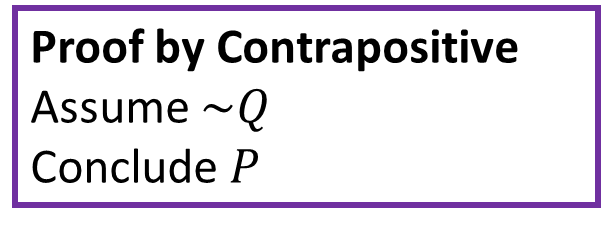 Proof by Contrapositive
Assume ~Q
Conclude P